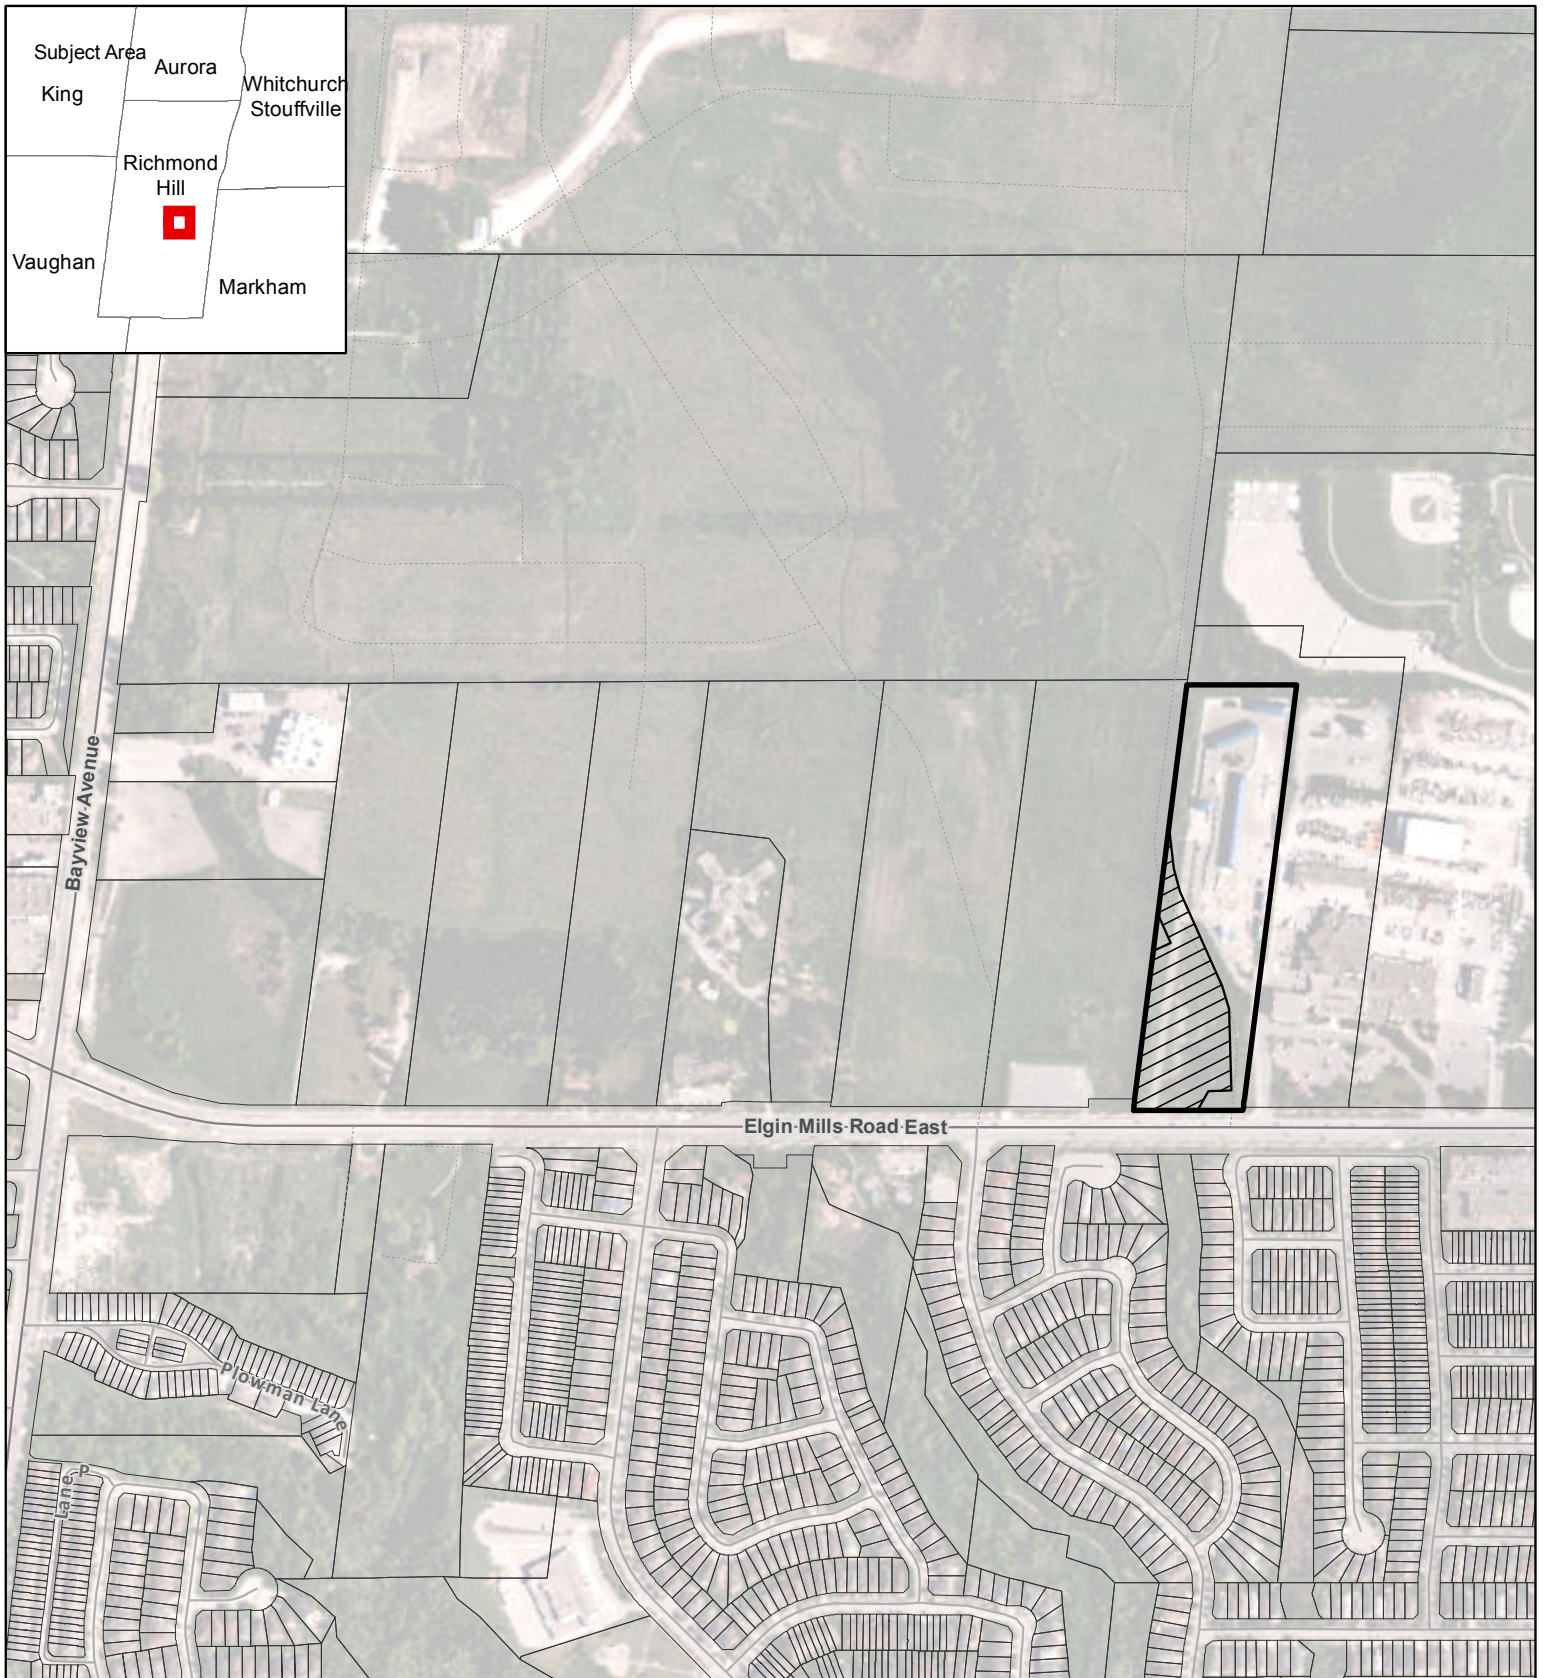 Subject Area
King
Aurora
Whitchurch
Stouffville
Richmond
Hill
Vaughan
Markham
Bayview Avenue
Elgin Mills Road East
Plowman Lane
Lane P